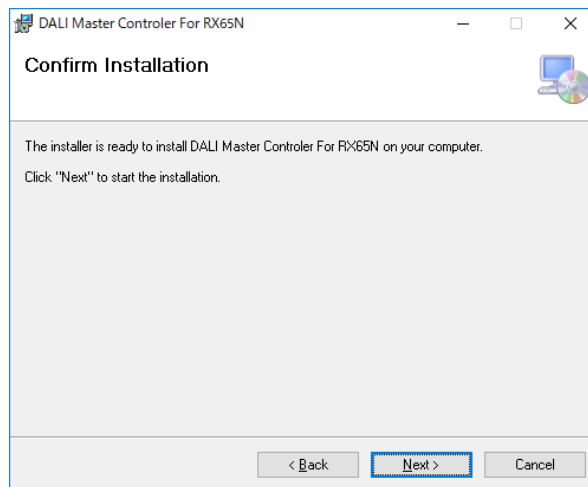 DALI Master Controler For RX65N
Confirm Installation
The installer is ready to install DALI Master Controler For RX65N on your computer.
Click "Next" to start the installation.
< Back
Next >
Cancel